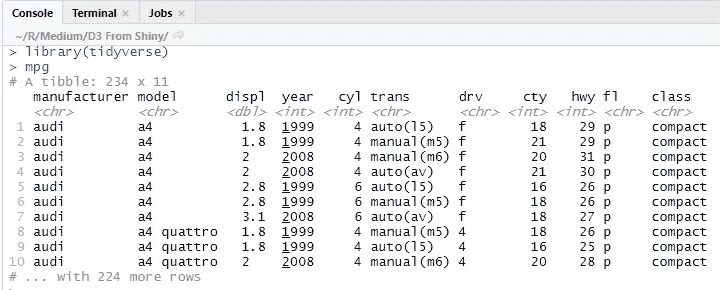 Console Terminal × Jobs ×
~/R/Medium/D3 From Shiny/
> library(tidyverse)
> mpg
# A tibble: 234 x 11
manufacturer model displ year cyl trans drv cty hwy fl class
<chr> <chr> <dbl> <int> <int> <chr> <chr> <int> <int> <chr> <chr>
1 audi a4 1.8 1999 4 auto(l5) f 18 29 p compact
2 audi a4 1.8 1999 4 manual(m5) f 21 29 p compact
3 audi a4 2 2008 4 manual(m6) f 20 31 p compact
4 audi a4 2 2008 4 auto(av) f 21 30 p compact
5 audi a4 2.8 1999 6 auto(l5) f 16 26 p compact
6 audi a4 2.8 1999 6 manual(m5) f 18 26 p compact
7 audi a4 3.1 2008 6 auto(av) f 18 27 p compact
8 audi a4 quattro 1.8 1999 4 manual(m5) 4 18 26 p compact
9 audi a4 quattro 1.8 1999 4 auto(l5) 4 16 25 p compact
10 audi a4 quattro 2 2008 4 manual(m6) 4 20 28 p compact
# ... with 224 more rows